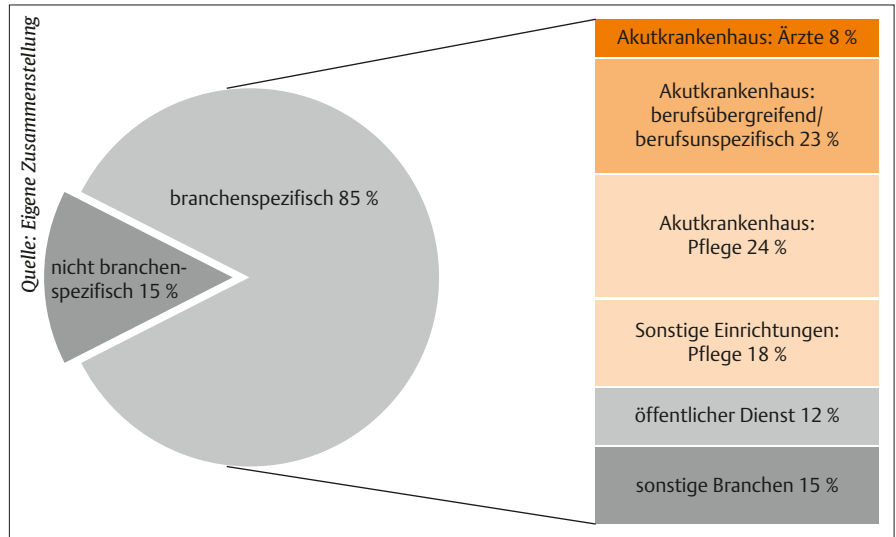 Quelle: Eigene Zusammenstellung
branchenspezifisch 85 %
nicht branchen-
spezifisch 15 %
Akutkrankenhaus: Ärzte 8 %
Akutkrankenhaus:
berufsübergreifend/
berufsunspezifisch 23 %
Akutkrankenhaus:
Pflege 24 %
Sonstige Einrichtungen:
Pflege 18 %
öffentlicher Dienst 12 %
sonstige Branchen 15 %